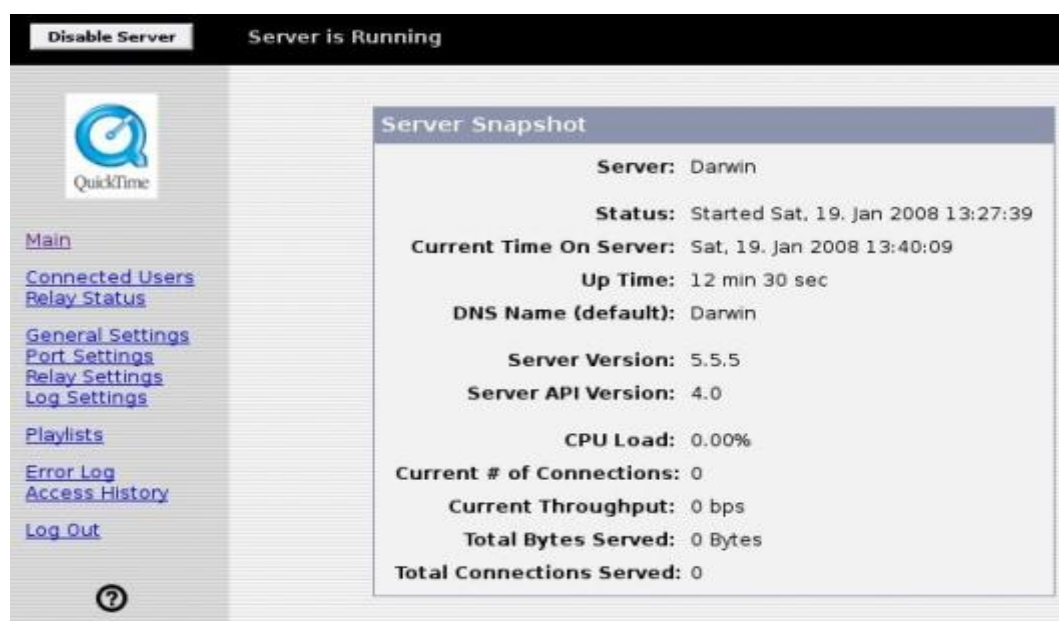 Disable Server
Server is Running
QuickTime
Main
Connected Users
Relay Status
General Settings
Port Settings
Relay Settings
Log Settings
Playlists
Error Log
Access History
Log Out
?
Server Snapshot
Server: Darwin
Status: Started Sat, 19. Jan 2008 13:27:39
Current Time On Server: Sat, 19. Jan 2008 13:40:09
Up Time: 12 min 30 sec
DNS Name (default): Darwin
Server Version: 5.5.5
Server API Version: 4.0
CPU Load: 0.00%
Current # of Connections: 0
Current Throughput: 0 bps
Total Bytes Served: 0 Bytes
Total Connections Served: 0